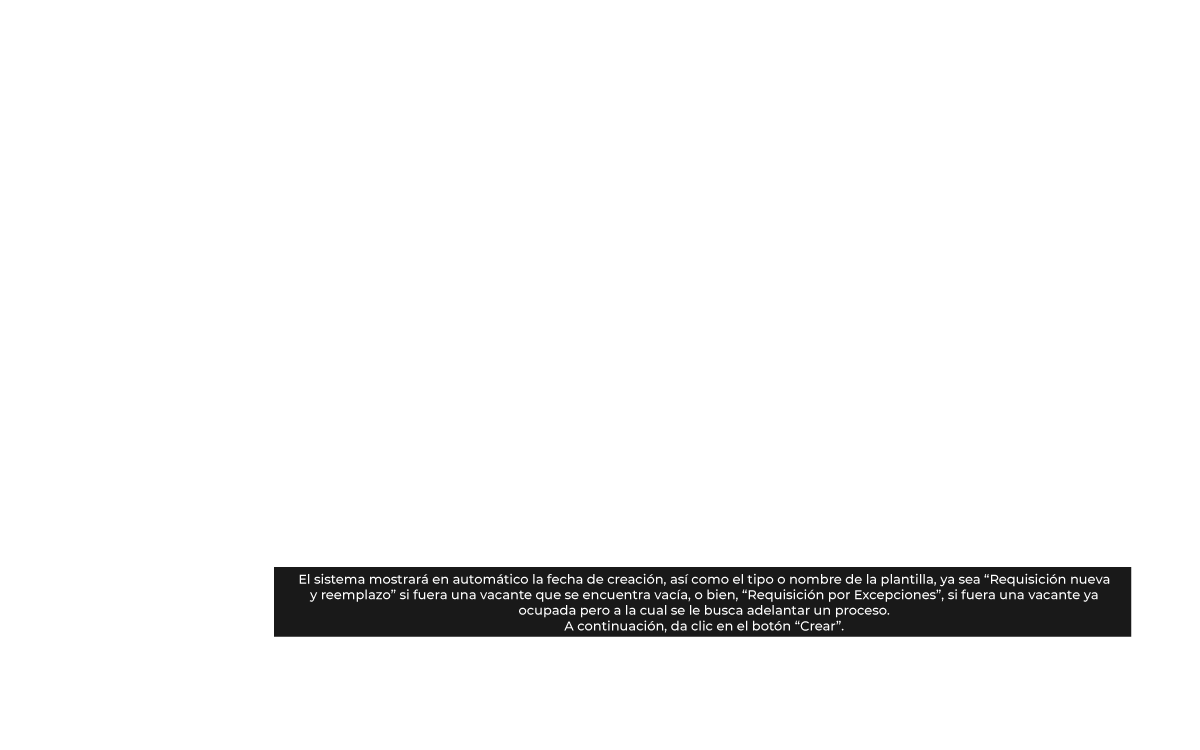 El sistema mostrará en automático la fecha de creación, así como el tipo o nombre de la plantilla, ya sea “Requisición nueva
y reemplazo” si fuera una vacante que se encuentra vacía, o bien, “Requisición por Excepciones”, si fuera una vacante ya
ocupada pero a la cual se le busca adelantar un proceso.
A continuación, da clic en el botón “Crear”.